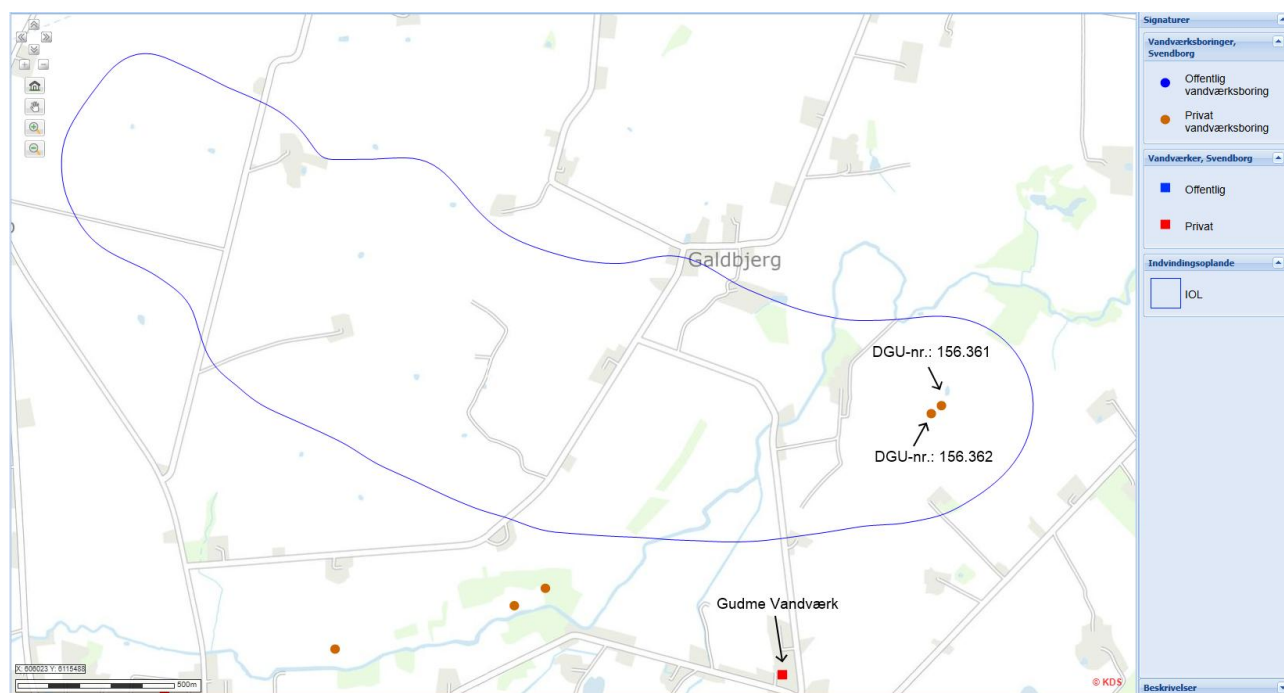 Galdbjerg
DGU-nr.: 156.361
DGU-nr.: 156.362
Gudme Vandværk
X: 606023 Y: 6115488
500m
© KDS
Signaturer
Vandværksboringer,
Svendborg
Offentlig
vandværksboring
Privat
vandværksboring
Vandværker, Svendborg
Offentlig
Privat
Indvindingsoplande
IOL
Beskrivelser